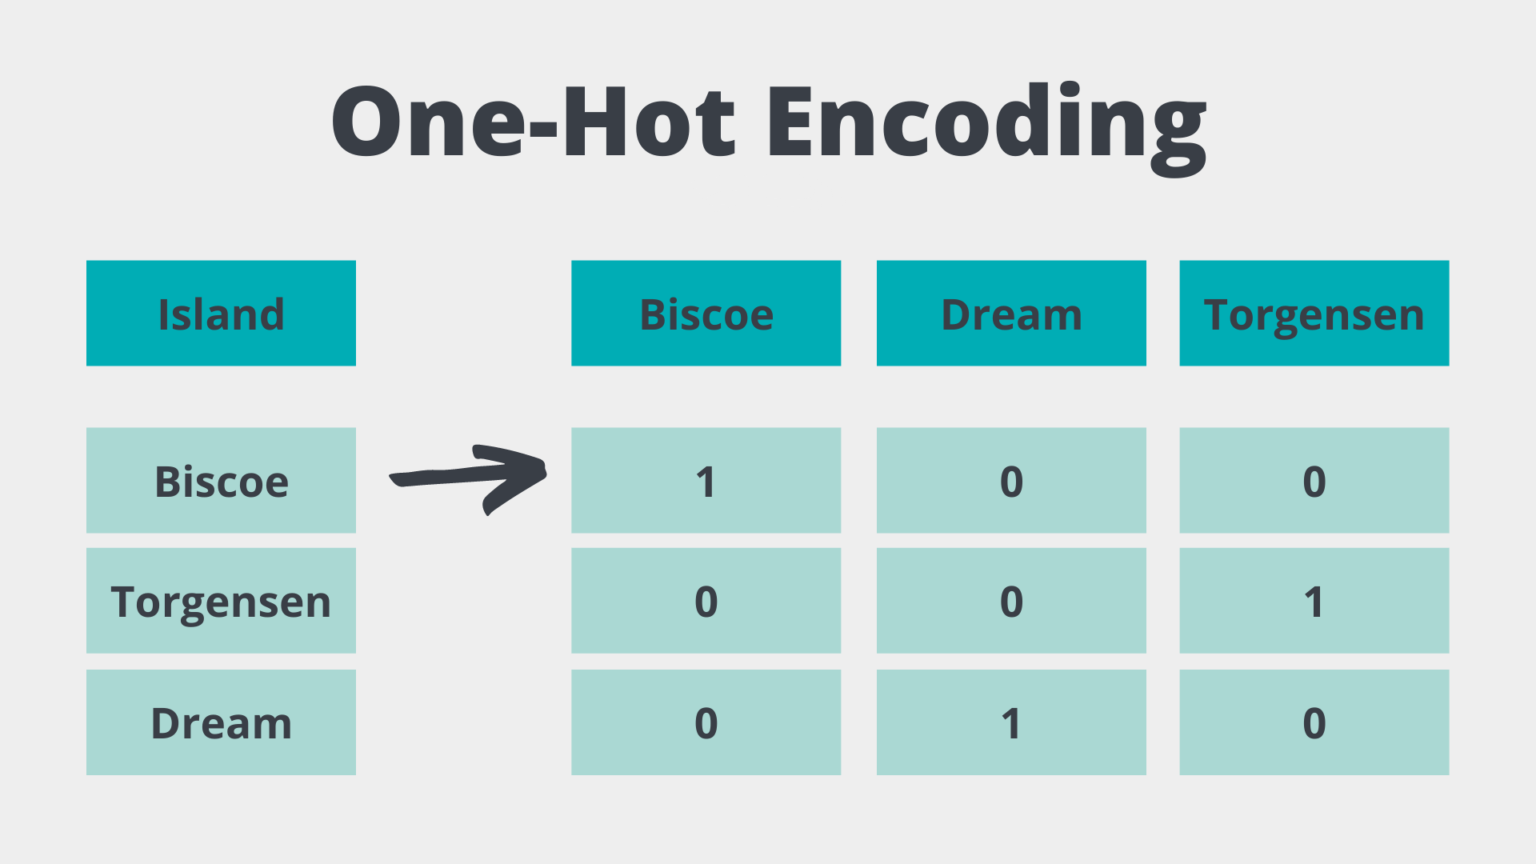 One-Hot Encoding
Island Biscoe Dream Torgensen
Biscoe 1 0 0
Torgensen 0 0 1
Dream 0 1 0